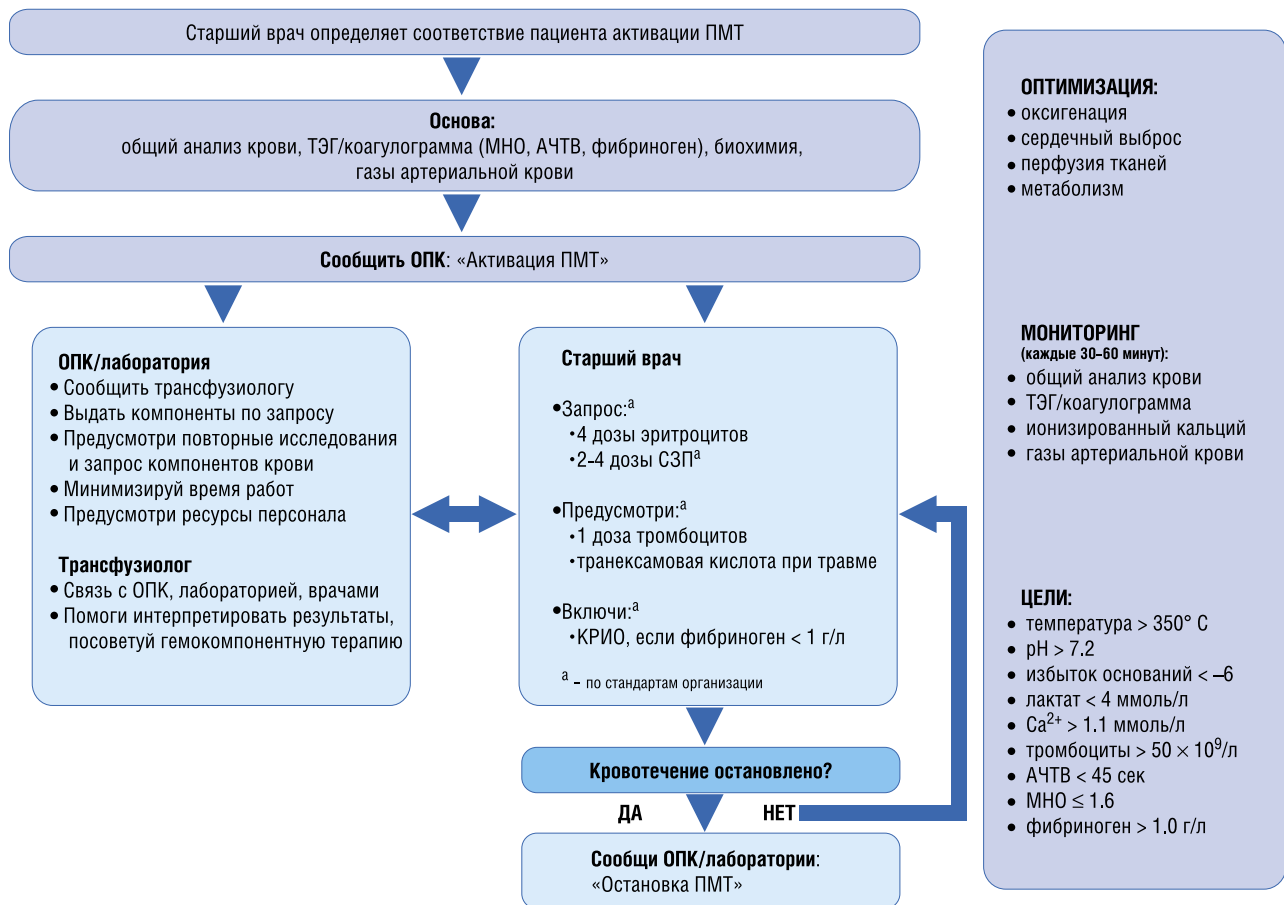 Старший врач определяет соответствие пациента активации ПМТ
Основа:
общий анализ крови, ТЭГ/коагулограмма (МНО, АЧТВ, фибриноген), биохимия,
газы артериальной крови
Сообщить ОПК: «Активация ПМТ»
ОПК/лаборатория
• Сообщить трансфузиологу
• Выдать компоненты по запросу
• Предусмотри повторные исследования
и запрос компонентов крови
• Минимизируй время работ
• Предусмотри ресурсы персонала
Трансфузиолог
• Связь с ОПК, лабораторией, врачами
• Помоги интерпретировать результаты,
посоветуй гемокомпонентную терапию
Старший врач
•Запрос:ᵃ
•4 дозы эритроцитов
•2-4 дозы СЗПᵃ
•Предусмотри:ᵃ
•1 доза тромбоцитов
•транексамовая кислота при травме
•Включи:ᵃ
•КРИО, если фибриноген < 1 г/л
ᵃ - по стандартам организации
Кровотечение остановлено?
ДА НЕТ
Сообщи ОПК/лаборатории:
«Остановка ПМТ»
ОПТИМИЗАЦИЯ:
• оксигенация
• сердечный выброс
• перфузия тканей
• метаболизм
МОНИТОРИНГ
(каждые 30–60 минут):
• общий анализ крови
• ТЭГ/коагулограмма
• ионизированный кальций
• газы артериальной крови
ЦЕЛИ:
• температура > 350° С
• pH > 7.2
• избыток оснований < –6
• лактат < 4 ммоль/л
• Ca²⁺ > 1.1 ммоль/л
• тромбоциты > 50 × 10⁹/л
• АЧТВ < 45 сек
• МНО ≤ 1.6
• фибриноген > 1.0 г/л